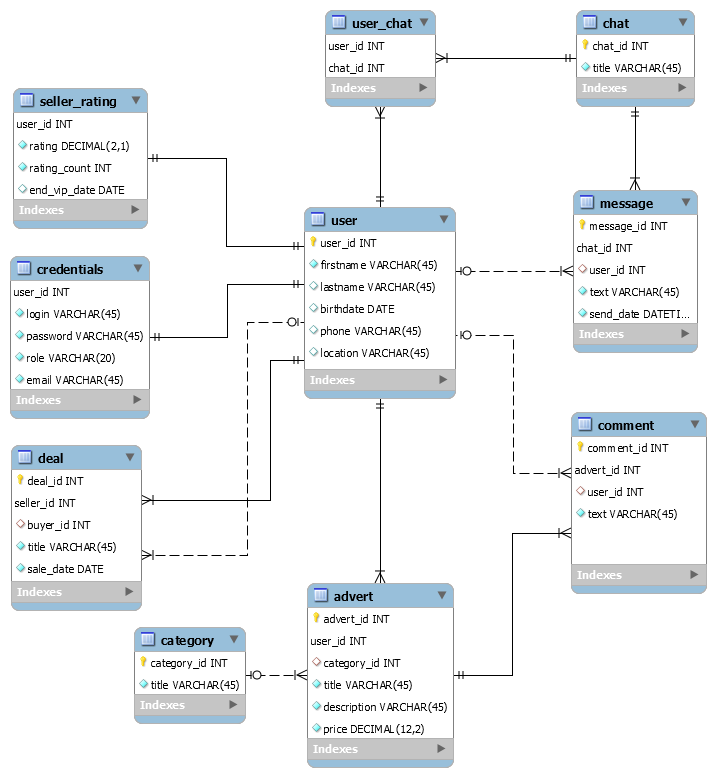 user_chat
user_id INT
chat_id INT
Indexes
chat
chat_id INT
title VARCHAR(45)
Indexes
seller_rating
user_id INT
rating DECIMAL(2,1)
rating_count INT
end_vip_date DATE
Indexes
user
user_id INT
firstname VARCHAR(45)
lastname VARCHAR(45)
birthdate DATE
phone VARCHAR(45)
location VARCHAR(45)
Indexes
message
message_id INT
chat_id INT
user_id INT
text VARCHAR(45)
send_date DATETI...
Indexes
credentials
user_id INT
login VARCHAR(45)
password VARCHAR(45)
role VARCHAR(20)
email VARCHAR(45)
Indexes
comment
comment_id INT
advert_id INT
user_id INT
text VARCHAR(45)
Indexes
deal
deal_id INT
seller_id INT
buyer_id INT
title VARCHAR(45)
sale_date DATE
Indexes
advert
advert_id INT
user_id INT
category_id INT
title VARCHAR(45)
description VARCHAR(45)
price DECIMAL(12,2)
Indexes
category
category_id INT
title VARCHAR(45)
Indexes